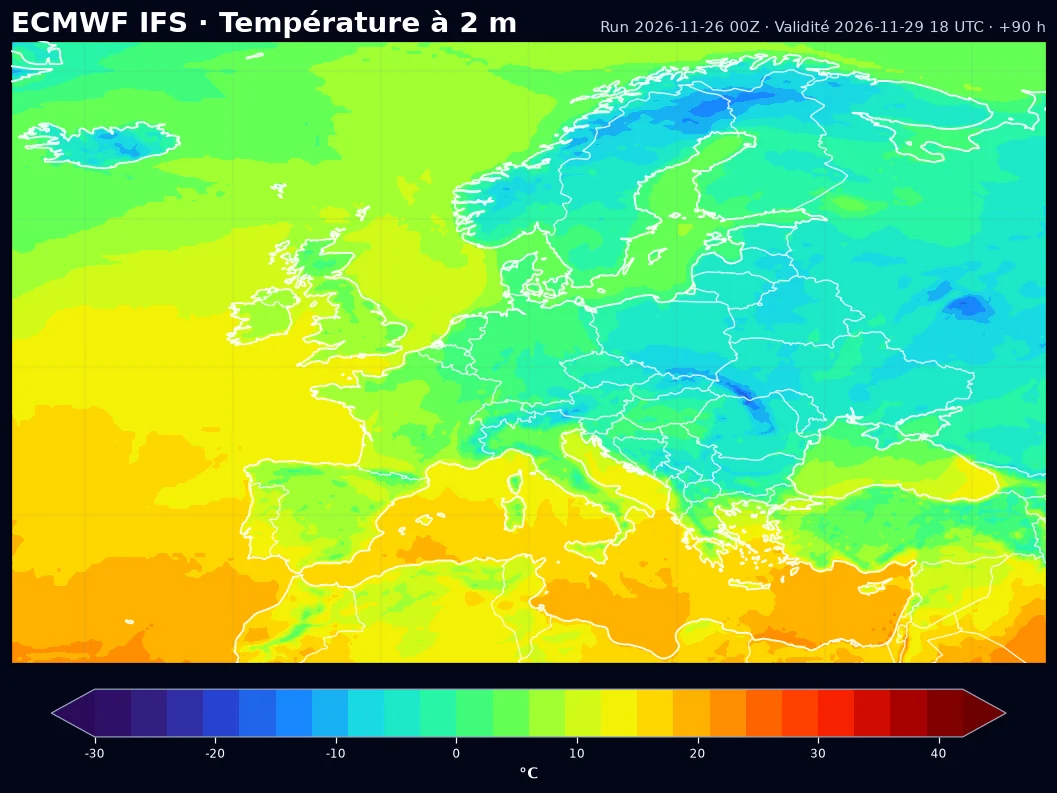 ECMWF IFS · Température à 2 m
Run 2026-11-26 00Z · Validité 2026-11-29 18 UTC · +90 h
-30 -20 -10 0 10 20 30 40
°C